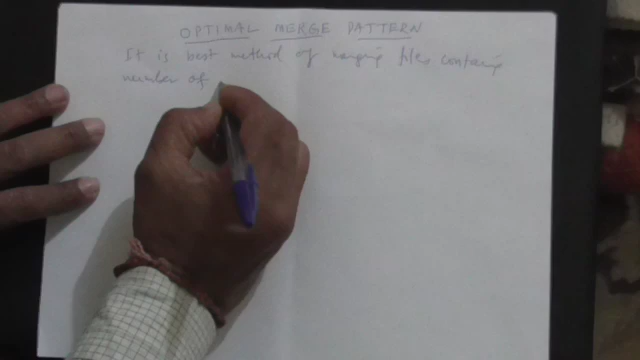 OPTIMAL MERGE PATTERN
It is best method of merging files containing
number of